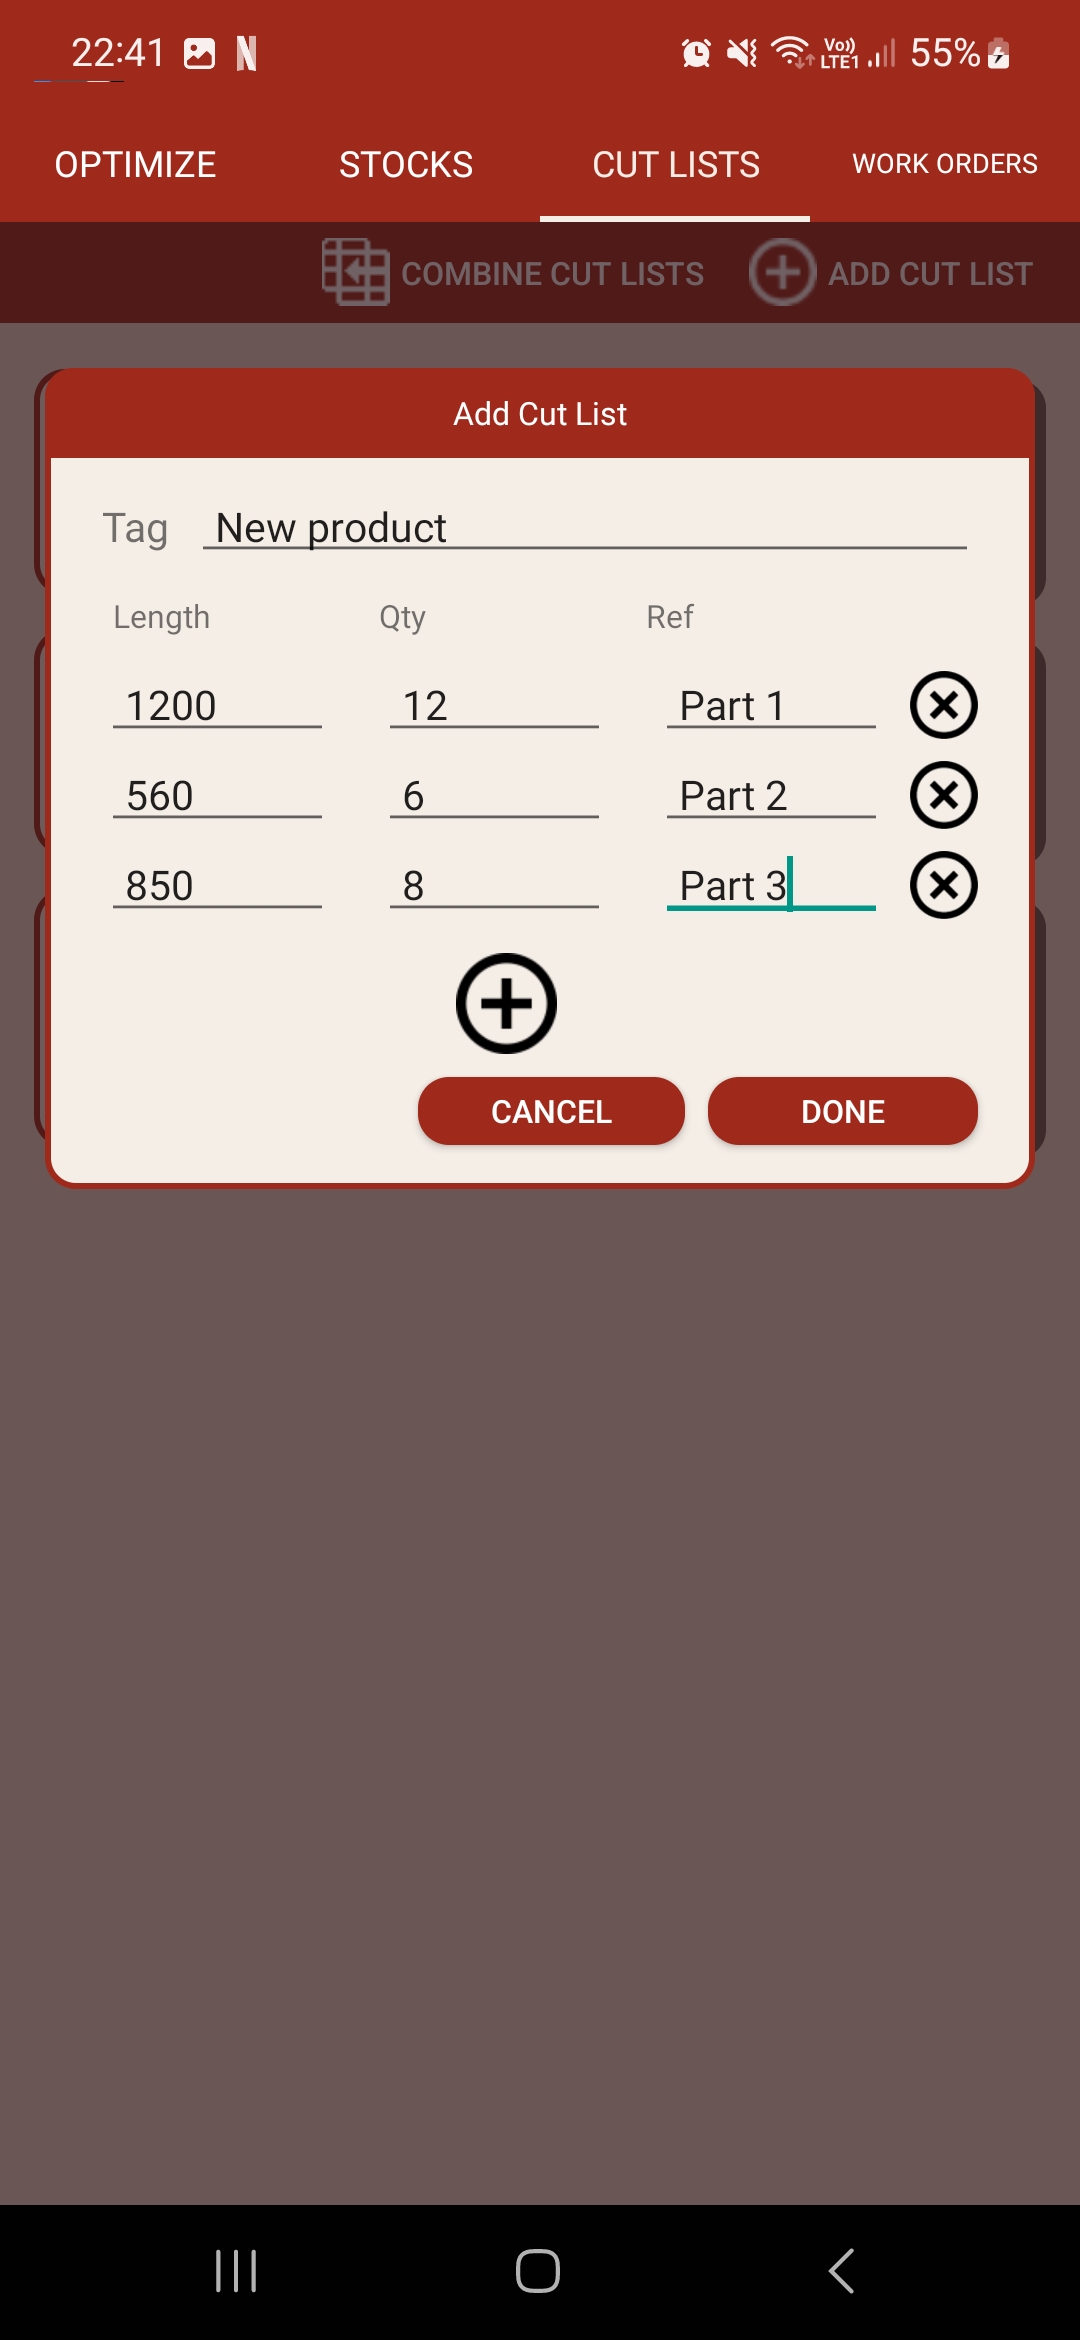 22:41 N Vo)) LTE1 55%
OPTIMIZE STOCKS CUT LISTS WORK ORDERS
COMBINE CUT LISTS ADD CUT LIST
Add Cut List
Tag New product
Length Qty Ref
1200 12 Part 1
560 6 Part 2
850 8 Part 3
CANCEL DONE